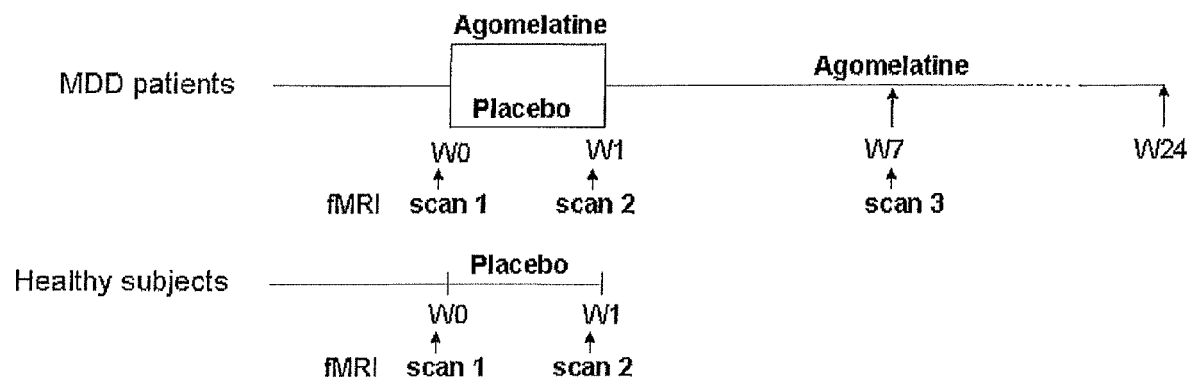 Agomelatine
MDD patients
Agomelatine
Placebo
W0 W1 W7 W24
fMRI scan 1 scan 2 scan 3
Placebo
Healthy subjects
W0 W1
fMRI scan 1 scan 2